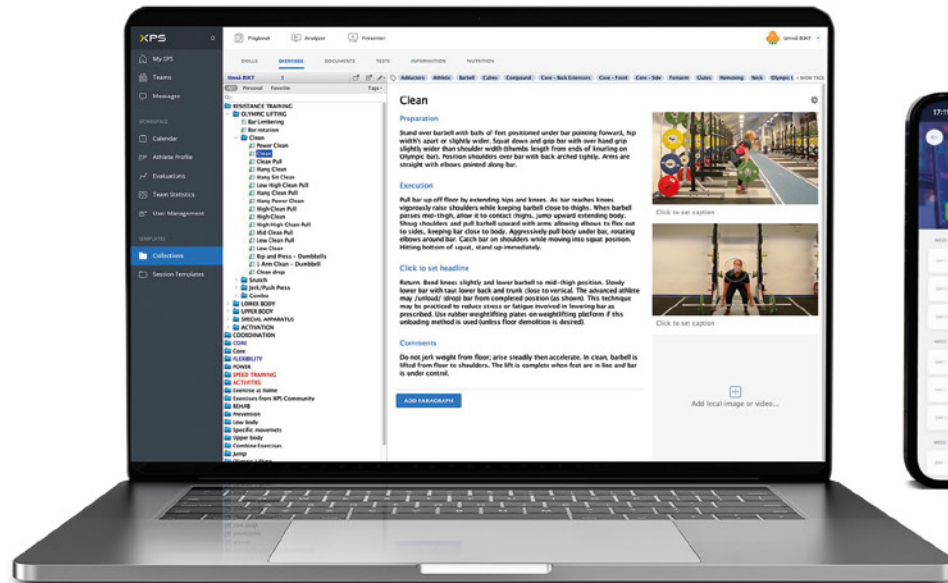 XPS
Playbook
Analyzer
Presenter
Umeå RIKT
My XPS
Teams
Messages
WORKSPACE
Calendar
Athlete Profile
Evaluations
Team Statistics
User Management
TEMPLATES
Collections
Session Templates
DRILLS EXERCISES DOCUMENTS TESTS INFORMATION NUTRITION
Umeå RIKT
All Personal Favorite Tags
RESISTANCE TRAINING
OLYMPIC LIFTING
Bar Limbering
Bar rotation
Clean
Power Clean
Clean
Clean Pull
Hang Clean
Hang Sit Clean
Low High Clean Pull
Hang Clean Pull
Hang Power Clean
High Clean Pull
High Clean
High High Clean Pull
Mid Clean Pull
Low Clean Pull
Low Clean
Rip and Press - Dumbbells
1 Arm Clean - Dumbbell
Clean drop
Snatch
Jerk/Push Press
Combo
LOWER BODY
UPPER BODY
SPECIAL APPARATUS
ACTIVATION
COORDINATION
CORE
Core
FLEXIBILITY
POWER
SPEED TRAINING
ACTIVITIES
Exercise at home
Exercises from XPS Community
REHAB
Prevention
Low body
Specific movemets
Upper body
Combine Exercises
Jump
Olympic Lifting
Adductors Athletic Barbell Calves Compound Core - Back Extensors Core - Front Core - Side Forearm Glutes Hamstring Neck Olympic L SHOW TAGS
Clean
Preparation
Stand over barbell with balls of feet positioned under bar pointing forward, hip
width's apart or slightly wider. Squat down and grip bar with over hand grip
slightly wider than shoulder width (thumbs length from ends of knurling on
Olympic bar). Position shoulders over bar with back arched tightly. Arms are
straight with elbows pointed along bar.
Execution
Pull bar up off floor by extending hips and knees. As bar reaches knees
vigorously raise shoulders while keeping barbell close to thighs. When barbell
passes mid-thigh, allow it to contact thighs. Jump upward extending body.
Shrug shoulders and pull barbell upward with arms allowing elbows to flex out
to sides, keeping bar close to body. Aggressively pull body under bar, rotating
elbows around bar. Catch bar on shoulders while moving into squat position.
Hitting bottom of squat, stand up immediately.
Click to set headline
Return. Bend knees slightly and lower barbell to mid-thigh position. Slowly
lower bar with taut lower back and trunk close to vertical. The advanced athlete
may /unload/ (drop) bar from completed position (as shown). This technique
may be practiced to reduce stress or fatigue involved in lowering bar as
prescribed. Use rubber weightlifting plates on weightlifting platform if this
unloading method is used (unless floor demolition is desired).
Comments
Do not jerk weight from floor; arise steadily then accelerate. In clean, barbell is
lifted from floor to shoulders. The lift is complete when feet are in line and bar
is under control.
ADD PARAGRAPH
Click to set caption
Click to set caption
Add local image or video...
17:1